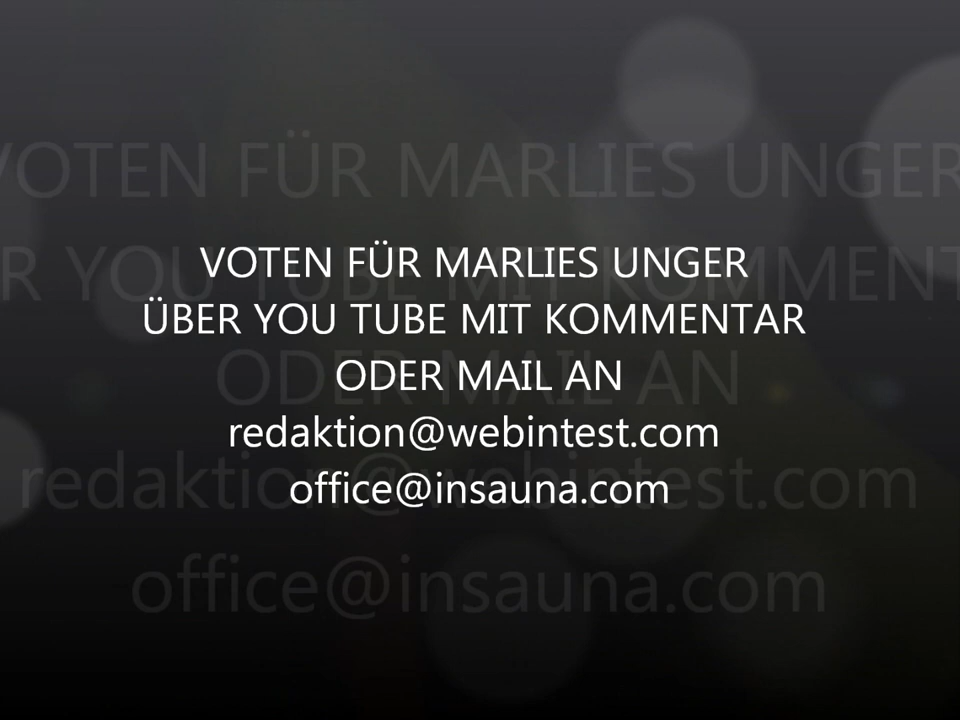 VOTEN FÜR MARLIES UNGER
ÜBER YOU TUBE MIT KOMMENTAR
ODER MAIL AN
redaktion@webintest.com
office@insauna.com